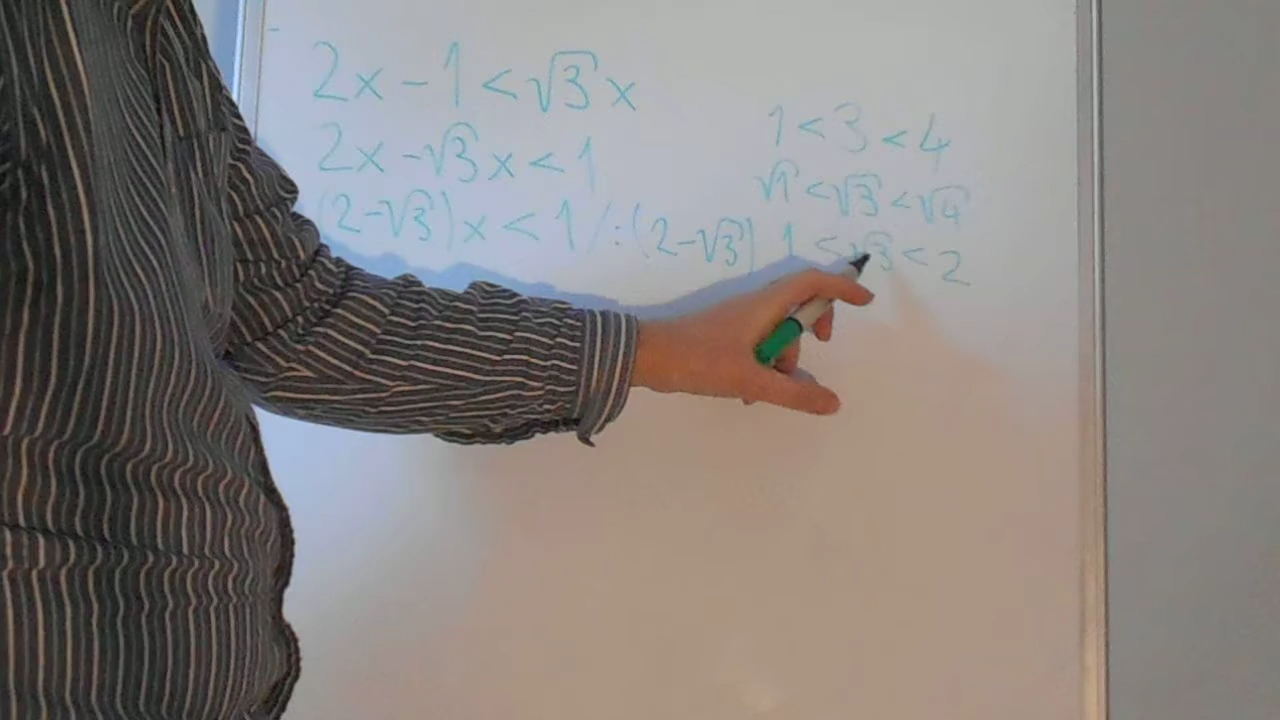 2x - 1 < √3 x
2x - √3 x < 1
(2-√3)x < 1 /:(2-√3)
1 < 3 < 4
√1 < √3 < √4
1 < √3 < 2